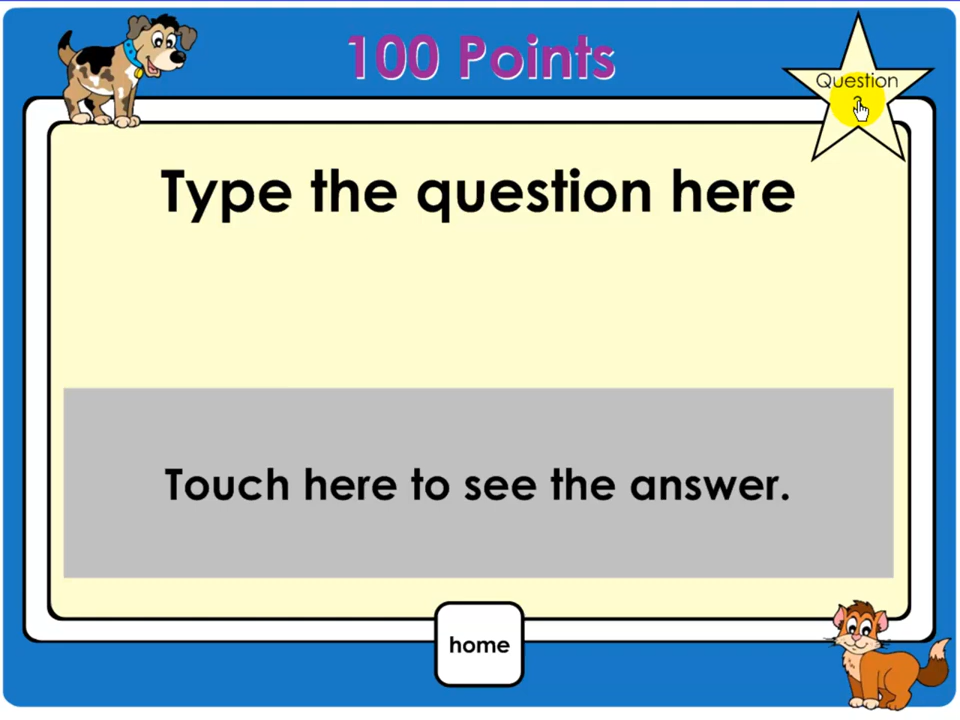 100 Points
Question
Type the question here
Touch here to see the answer.
home